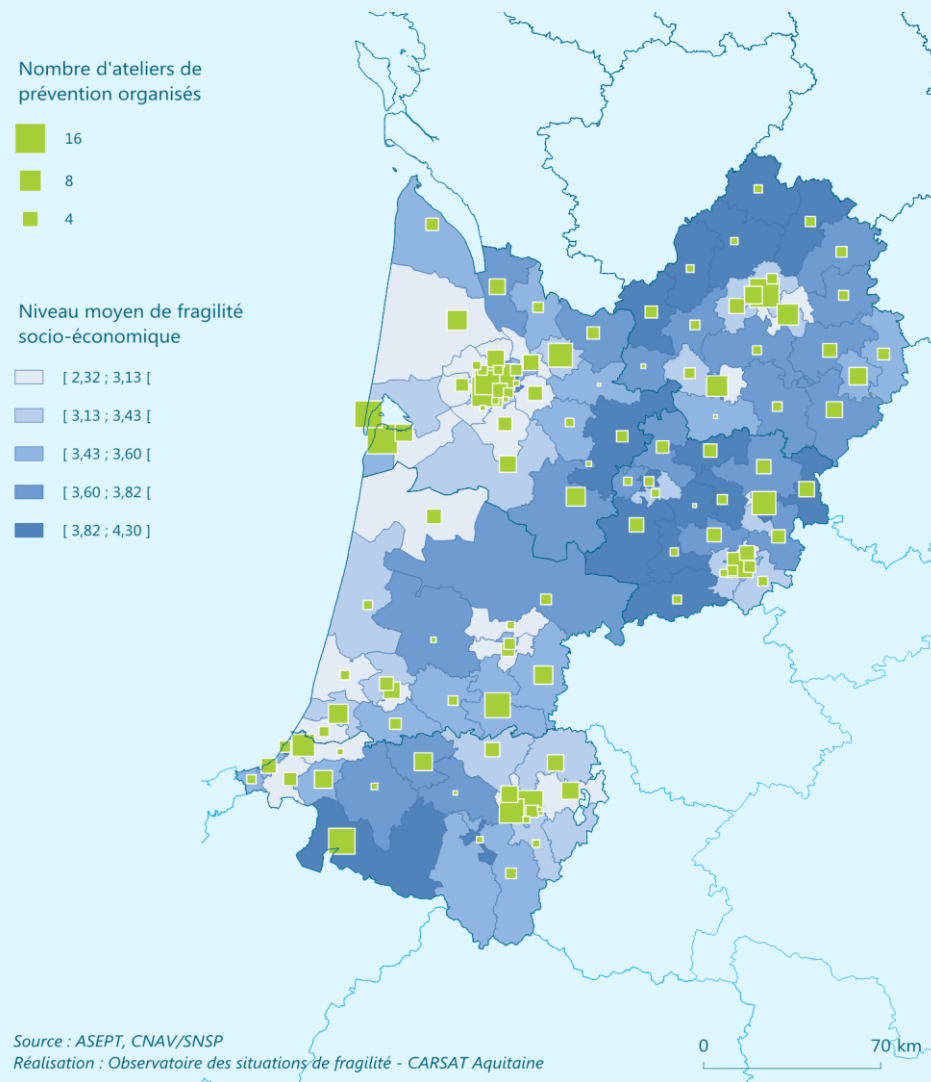 Nombre d'ateliers de
prévention organisés
16
8
4
Niveau moyen de fragilité
socio-économique
[ 2,32 ; 3,13 [
[ 3,13 ; 3,43 [
[ 3,43 ; 3,60 [
[ 3,60 ; 3,82 [
[ 3,82 ; 4,30 ]
Source : ASEPT, CNAV/SNSP
Réalisation : Observatoire des situations de fragilité - CARSAT Aquitaine
0 70 km